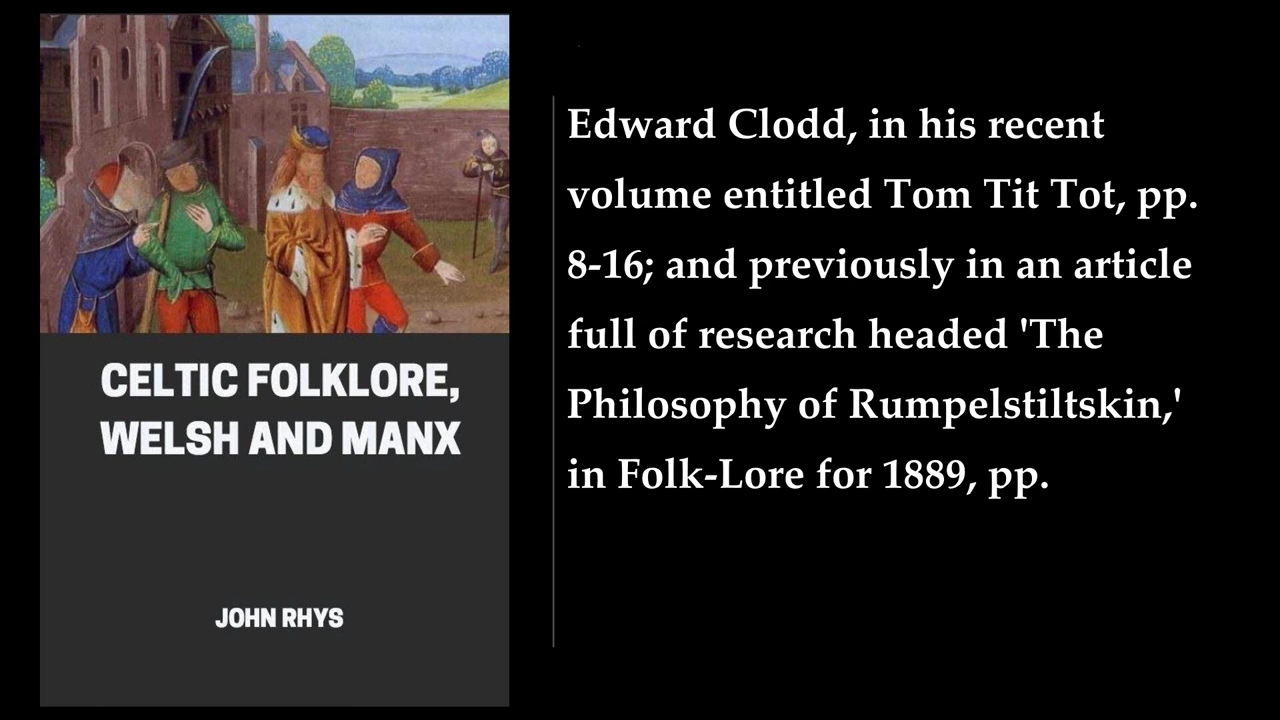 CELTIC FOLKLORE,
WELSH AND MANX
JOHN RHYS
Edward Clodd, in his recent
volume entitled Tom Tit Tot, pp.
8-16; and previously in an article
full of research headed 'The
Philosophy of Rumpelstiltskin,'
in Folk-Lore for 1889, pp.